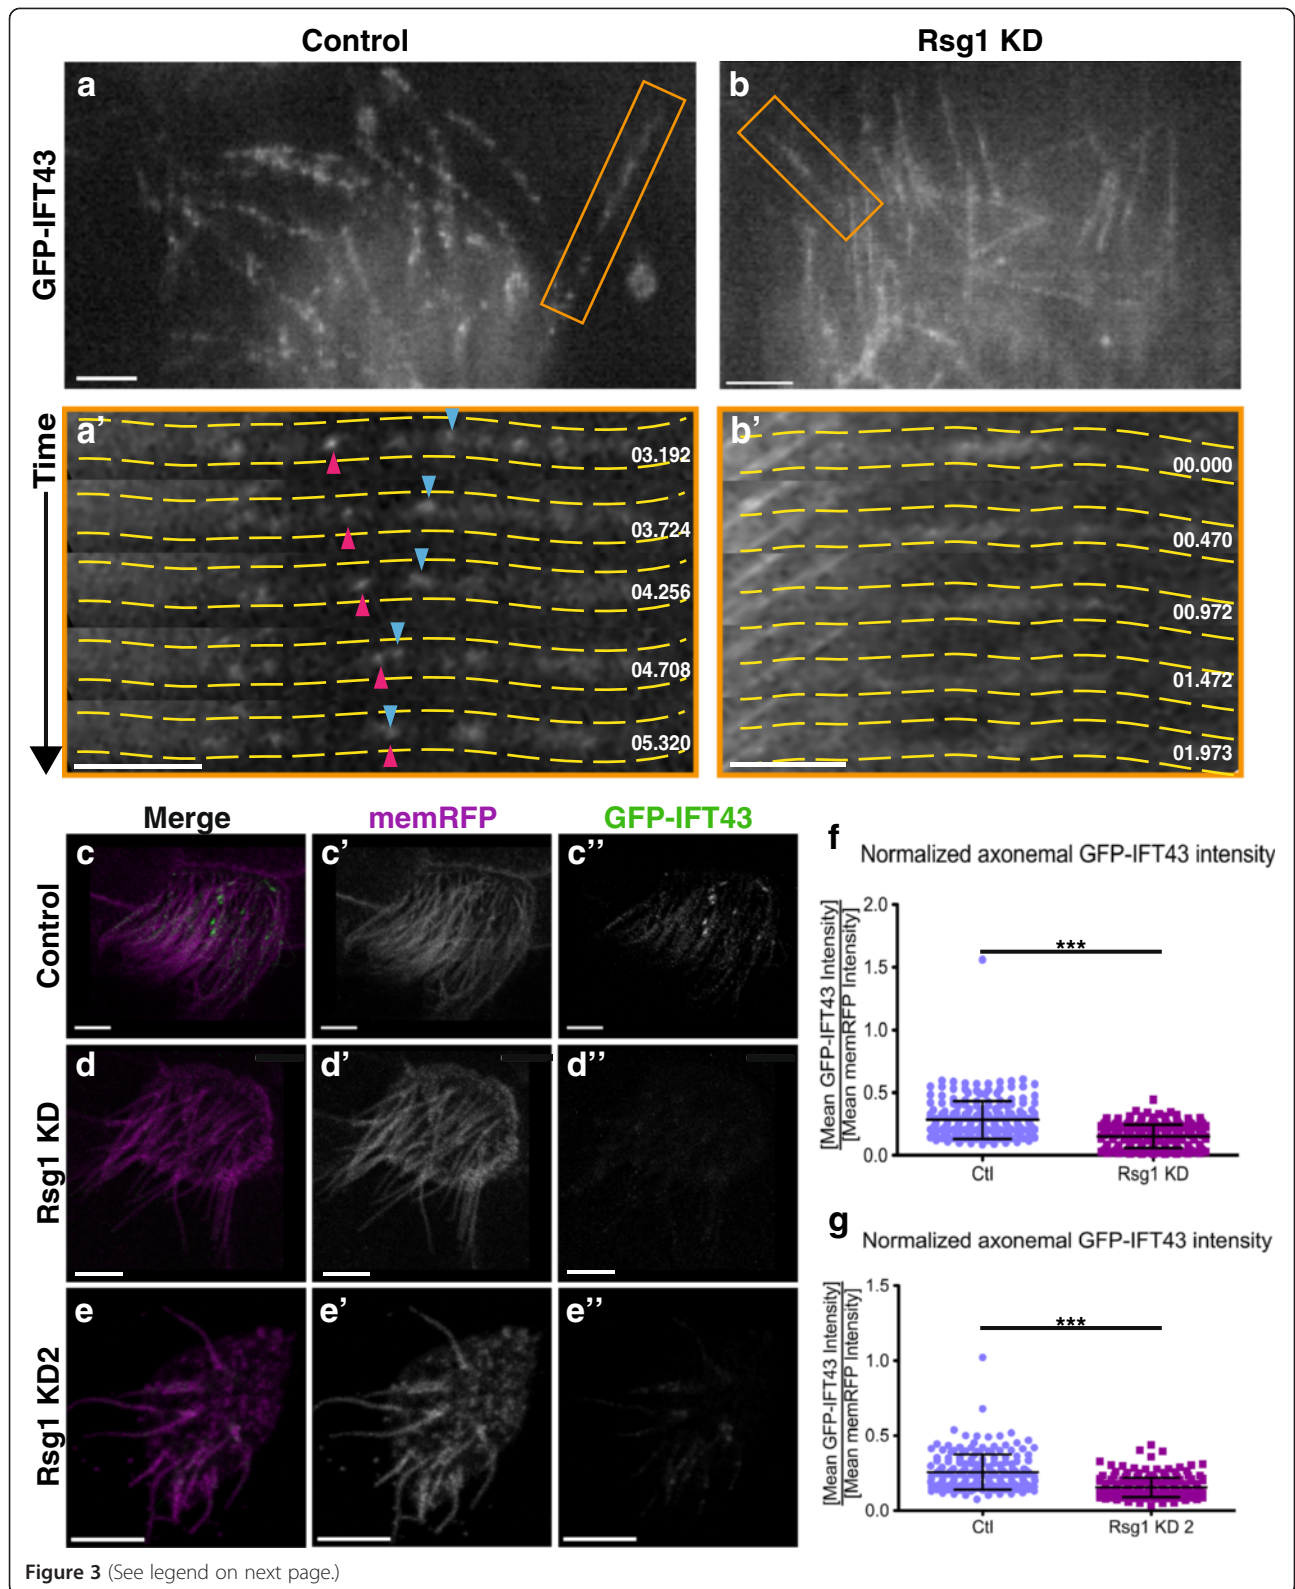 Control
Rsg1 KD
GFP-IFT43
a
b
Time
a'
03.192
03.724
04.256
04.708
05.320
b'
00.000
00.470
00.972
01.472
01.973
Merge
memRFP
GFP-IFT43
Control
c
c'
c''
Rsg1 KD
d
d'
d''
Rsg1 KD2
e
e'
e''
f
Normalized axonemal GFP-IFT43 intensity
[Mean GFP-IFT43 Intensity]
[Mean memRFP Intensity]
2.0
1.5
1.0
0.5
0.0
***
Ctl
Rsg1 KD
g
Normalized axonemal GFP-IFT43 intensity
[Mean GFP-IFT43 Intensity]
[Mean memRFP Intensity]
1.5
1.0
0.5
0.0
***
Ctl
Rsg1 KD 2
Figure 3 (See legend on next page.)